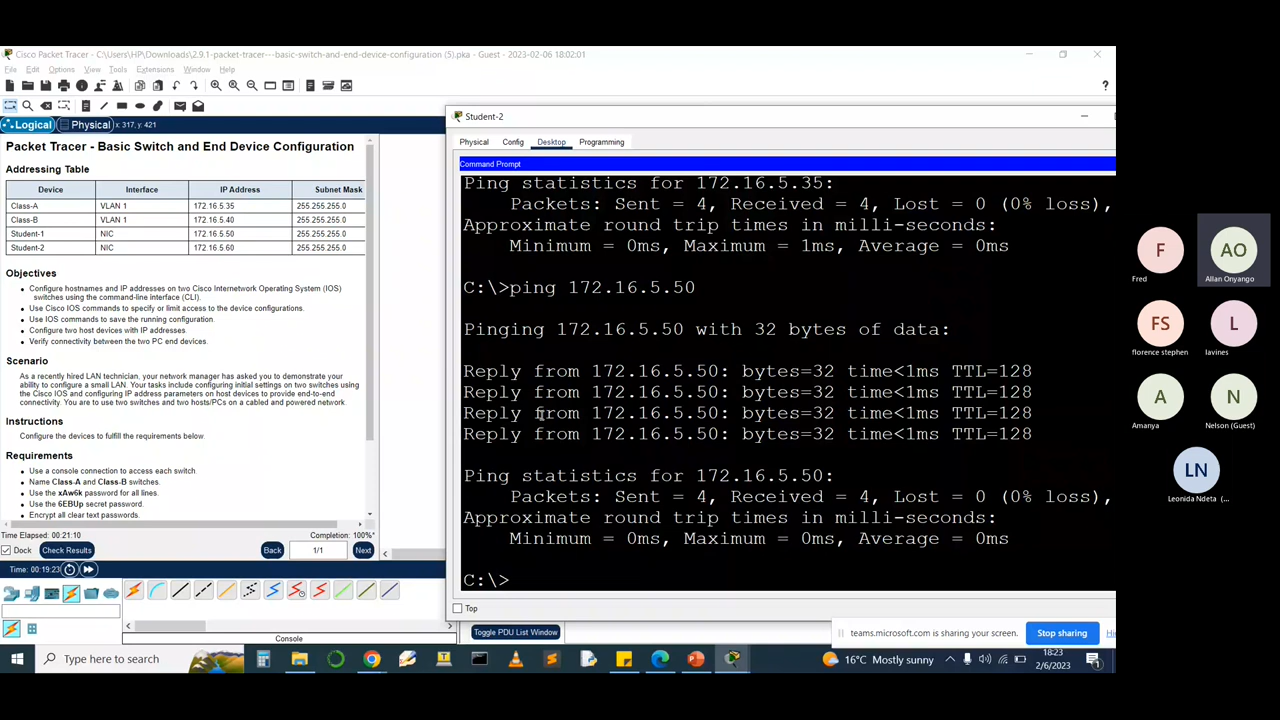 Cisco Packet Tracer - C:\Users\HP\Downloads\2.9.1-packet-tracer---basic-switch-and-end-device-configuration (5).pka - Guest - 2023-02-06 18:02:01
File Edit Options View Tools Extensions Window Help
Logical Physical x: 317, y: 421
Packet Tracer - Basic Switch and End Device Configuration
Addressing Table
Device Interface IP Address Subnet Mask
Class-A VLAN 1 172.16.5.35 255.255.255.0
Class-B VLAN 1 172.16.5.40 255.255.255.0
Student-1 NIC 172.16.5.50 255.255.255.0
Student-2 NIC 172.16.5.60 255.255.255.0
Objectives
Configure hostnames and IP addresses on two Cisco Internetwork Operating System (IOS)
switches using the command-line interface (CLI).
Use Cisco IOS commands to specify or limit access to the device configurations.
Use IOS commands to save the running configuration.
Configure two host devices with IP addresses.
Verify connectivity between the two PC end devices.
Scenario
As a recently hired LAN technician, your network manager has asked you to demonstrate your
ability to configure a small LAN. Your tasks include configuring initial settings on two switches
using the Cisco IOS and configuring IP address parameters on host devices to provide end-to-end
connectivity. You are to use two switches and two hosts/PCs on a cabled and powered network.
Instructions
Configure the devices to fulfill the requirements below.
Requirements
Use a console connection to access each switch.
Name Class-A and Class-B switches.
Use the xAw6k password for all lines.
Use the 6EBUp secret password.
Encrypt all clear text passwords.
Time Elapsed: 00:21:10 Completion: 100%
Dock Check Results Back 1/1 Next
Time: 00:19:23
Console
Student-2
Physical Config Desktop Programming
Command Prompt
Ping statistics for 172.16.5.35:
Packets: Sent = 4, Received = 4, Lost = 0 (0% loss),
Approximate round trip times in milli-seconds:
Minimum = 0ms, Maximum = 1ms, Average = 0ms
C:\>ping 172.16.5.50
Pinging 172.16.5.50 with 32 bytes of data:
Reply from 172.16.5.50: bytes=32 time<1ms TTL=128
Reply from 172.16.5.50: bytes=32 time<1ms TTL=128
Reply from 172.16.5.50: bytes=32 time<1ms TTL=128
Reply from 172.16.5.50: bytes=32 time<1ms TTL=128
Ping statistics for 172.16.5.50:
Packets: Sent = 4, Received = 4, Lost = 0 (0% loss),
Approximate round trip times in milli-seconds:
Minimum = 0ms, Maximum = 0ms, Average = 0ms
C:\>
Top
Toggle PDU List Window
teams.microsoft.com is sharing your screen. Stop sharing
Type here to search
16°C Mostly sunny
18:23
2/6/2023
F AO
Fred Allan Onyango
FS L
florence stephen lavines
A N
Amanya Nelson (Guest)
LN
Leonida Ndeta (...